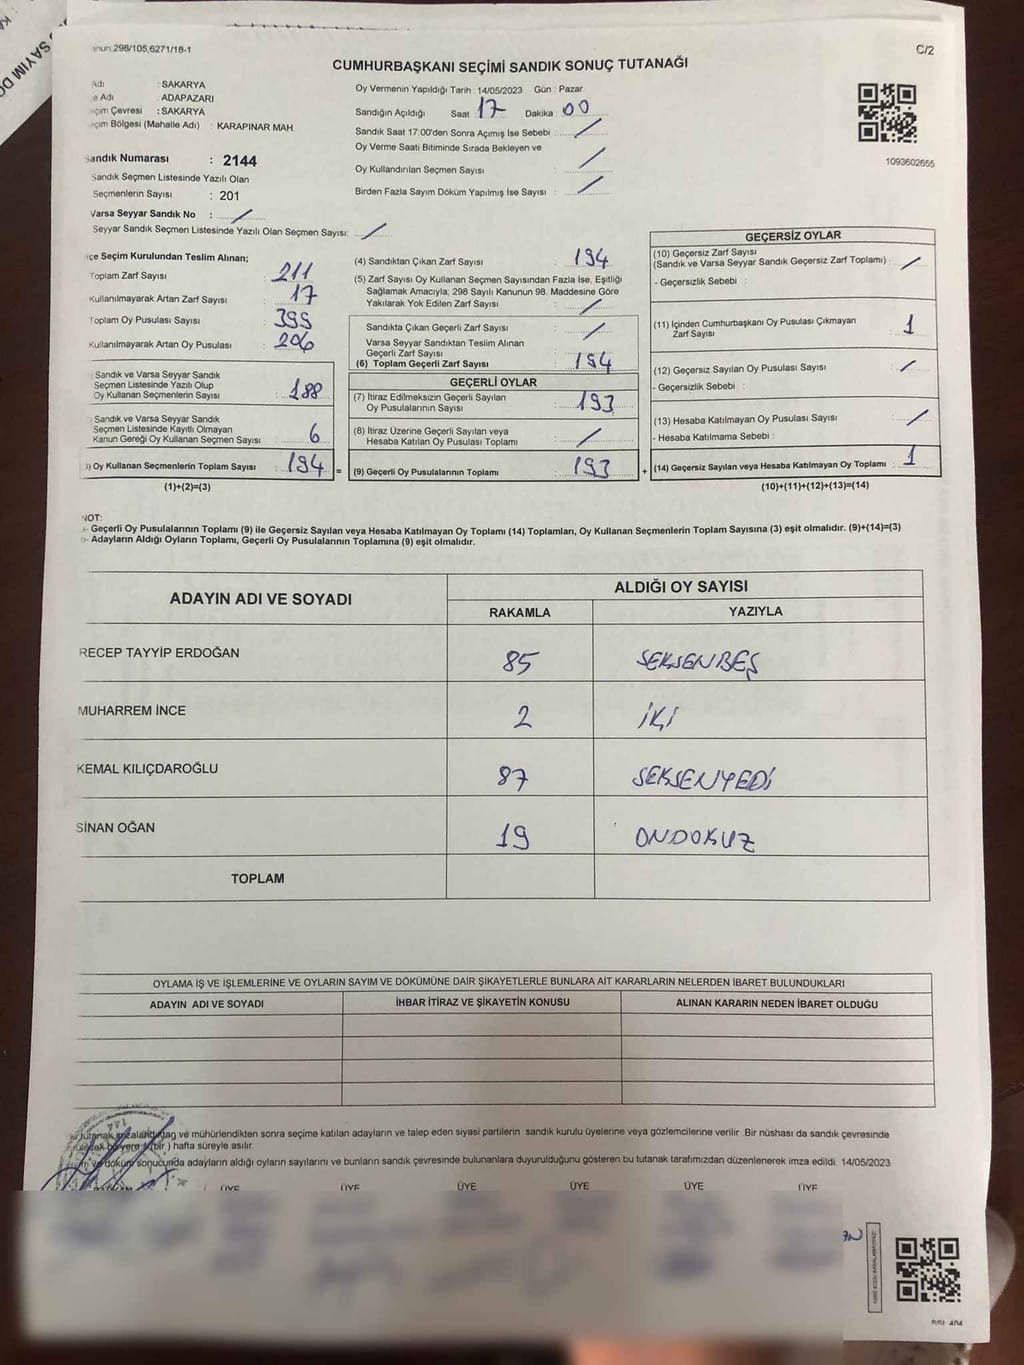 298/105,6271/18-1
C/2
CUMHURBAŞKANI SEÇİMİ SANDIK SONUÇ TUTANAĞI
: SAKARYA
: ADAPAZARI
Çevresi : SAKARYA
Bölgesi (Mahalle Adı) : KARAPINAR MAH.
Sandık Numarası : 2144
Sandık Seçmen Listesinde Yazılı Olan
Seçmenlerin Sayısı : 201
Varsa Seyyar Sandık No : /
Seyyar Sandık Seçmen Listesinde Yazılı Olan Seçmen Sayısı: /
Oy Vermenin Yapıldığı Tarih : 14/05/2023 Gün : Pazar
Sandığın Açıldığı Saat 17 Dakika : 00
Sandık Saat 17:00'den Sonra Açımış İse Sebebi : /
Oy Verme Saati Bitiminde Sırada Bekleyen ve
Oy Kullandırılan Seçmen Sayısı : /
Birden Fazla Sayım Döküm Yapılmış İse Sayısı : /
1093602655
Seçim Kurulundan Teslim Alınan;
Toplam Zarf Sayısı : 211
Kullanılmayarak Artan Zarf Sayısı : 17
Toplam Oy Pusulası Sayısı : 399
Kullanılmayarak Artan Oy Pusulası : 206
Sandık ve Varsa Seyyar Sandık
Seçmen Listesinde Yazılı Olup
Oy Kullanan Seçmenlerin Sayısı : 188
Sandık ve Varsa Seyyar Sandık
Seçmen Listesinde Kayıtlı Olmayan
Kanun Gereği Oy Kullanan Seçmen Sayısı : 6
Oy Kullanan Seçmenlerin Toplam Sayısı : 194 =
(1)+(2)=(3)
(4) Sandıktan Çıkan Zarf Sayısı : 194
(5) Zarf Sayısı Oy Kullanan Seçmen Sayısından Fazla İse, Eşitliği
Sağlamak Amacıyla; 298 Sayılı Kanunun 98. Maddesine Göre
Yakılarak Yok Edilen Zarf Sayısı : /
Sandıkta Çıkan Geçerli Zarf Sayısı : /
Varsa Seyyar Sandıktan Teslim Alınan
Geçerli Zarf Sayısı
(6) Toplam Geçerli Zarf Sayısı : 194
GEÇERLİ OYLAR
(7) İtiraz Edilmeksizin Geçerli Sayılan
Oy Pusulalarının Sayısı : 193
(8) İtiraz Üzerine Geçerli Sayılan veya
Hesaba Katılan Oy Pusulası Toplamı : /
(9) Geçerli Oy Pusulalarının Toplamı : 193 +
GEÇERSİZ OYLAR
(10) Geçersiz Zarf Sayısı
(Sandık ve Varsa Seyyar Sandık Geçersiz Zarf Toplamı) : /
- Geçersizlik Sebebi :
(11) İçinden Cumhurbaşkanı Oy Pusulası Çıkmayan
Zarf Sayısı : 1
(12) Geçersiz Sayılan Oy Pusulası Sayısı : /
- Geçersizlik Sebebi :
(13) Hesaba Katılmayan Oy Pusulası Sayısı : /
- Hesaba Katılmama Sebebi :
(14) Geçersiz Sayılan veya Hesaba Katılmayan Oy Toplamı : 1
(10)+(11)+(12)+(13)=(14)
NOT:
- Geçerli Oy Pusulalarının Toplamı (9) ile Geçersiz Sayılan veya Hesaba Katılmayan Oy Toplamı (14) Toplamları, Oy Kullanan Seçmenlerin Toplam Sayısına (3) eşit olmalıdır. (9)+(14)=(3)
- Adayların Aldığı Oyların Toplamı, Geçerli Oy Pusulalarının Toplamına (9) eşit olmalıdır.
ADAYIN ADI VE SOYADI
ALDIĞI OY SAYISI
RAKAMLA YAZIYLA
RECEP TAYYİP ERDOĞAN 85 SEKSENBEŞ
MUHARREM İNCE 2 İKİ
KEMAL KILIÇDAROĞLU 87 SEKSENYEDİ
SİNAN OĞAN 19 ONDOKUZ
TOPLAM
OYLAMA İŞ VE İŞLEMLERİNE VE OYLARIN SAYIM VE DÖKÜMÜNE DAİR ŞİKAYETLERLE BUNLARA AİT KARARLARIN NELERDEN İBARET BULUNDUKLARI
ADAYIN ADI VE SOYADI İHBAR İTİRAZ VE ŞİKAYETİN KONUSU ALINAN KARARIN NEDEN İBARET OLDUĞU
tutanak ve mühürlendikten sonra seçime katılan adayların ve talep eden siyasi partilerin sandık kurulu üyelerine veya gözlemcilerine verilir .Bir nüshası da sandık çevresinde
(bir ) hafta süreyle asılır.
döküm sonucunda adayların aldığı oyların sayılarını ve bunların sandık çevresinde bulunanlara duyurulduğunu gösteren bu tutanak tarafımızdan düzenlenerek imza edildi. 14/05/2023
ÜYE ÜYE ÜYE ÜYE ÜYE ÜYE